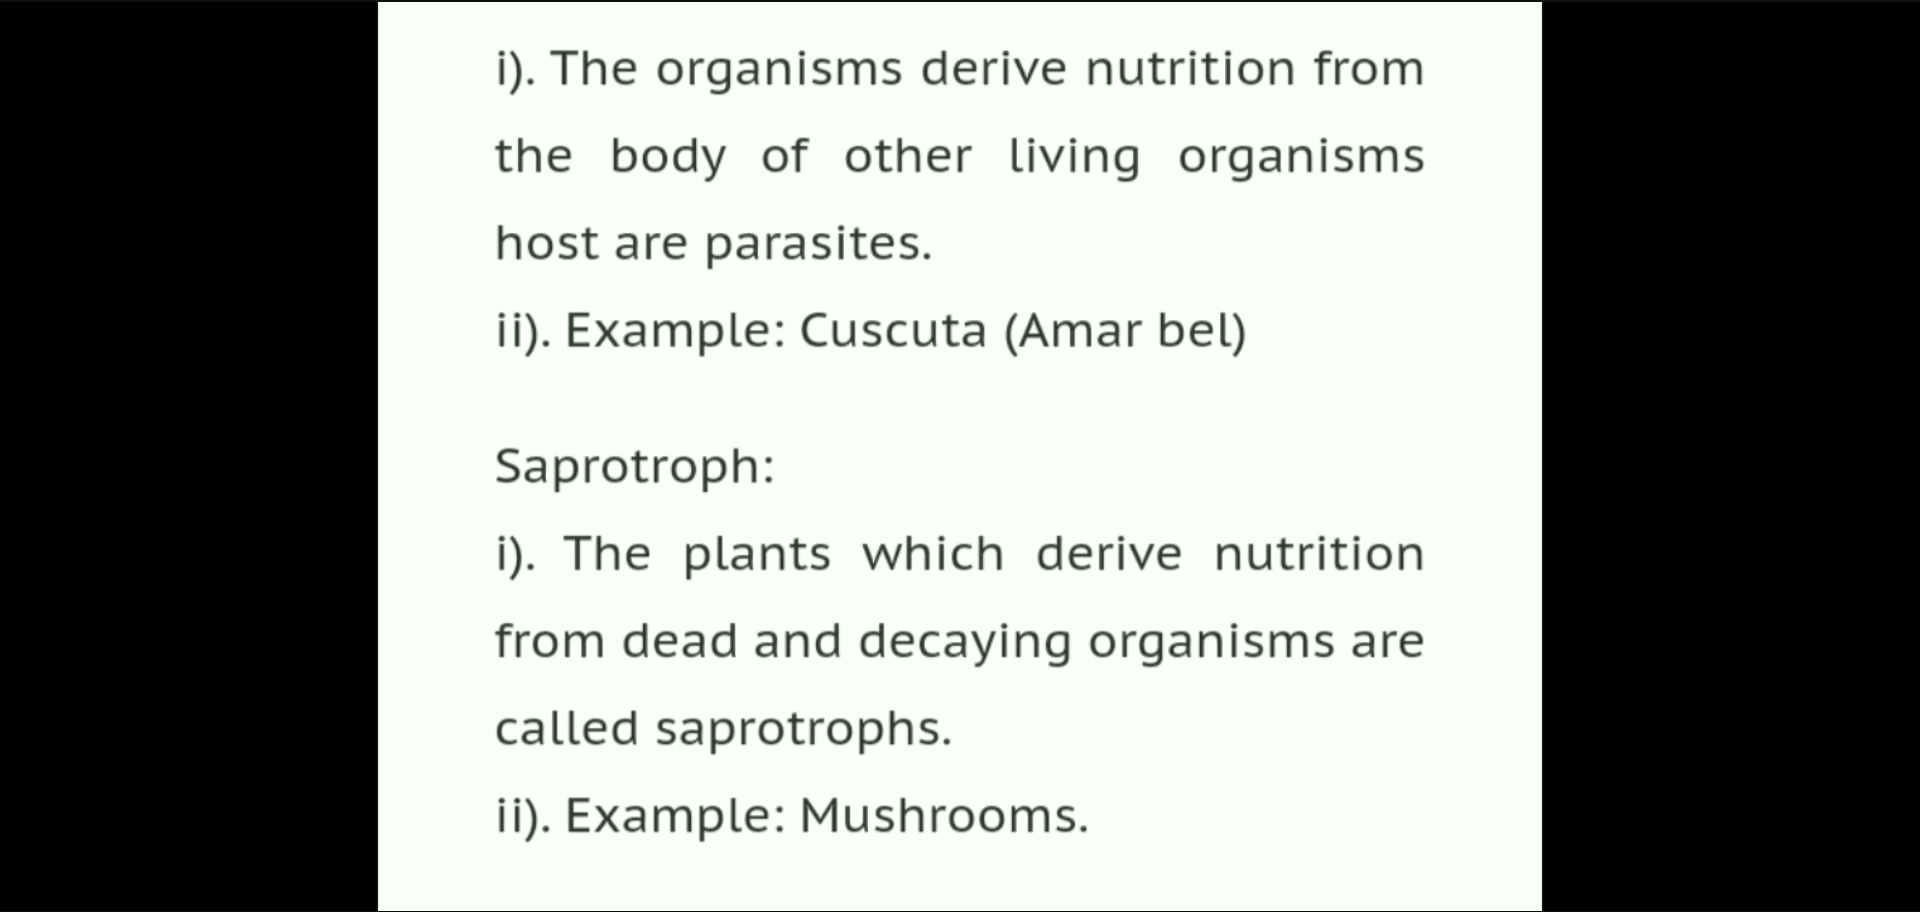 i). The organisms derive nutrition from
the body of other living organisms
host are parasites.
ii). Example: Cuscuta (Amar bel)
Saprotroph:
i). The plants which derive nutrition
from dead and decaying organisms are
called saprotrophs.
ii). Example: Mushrooms.